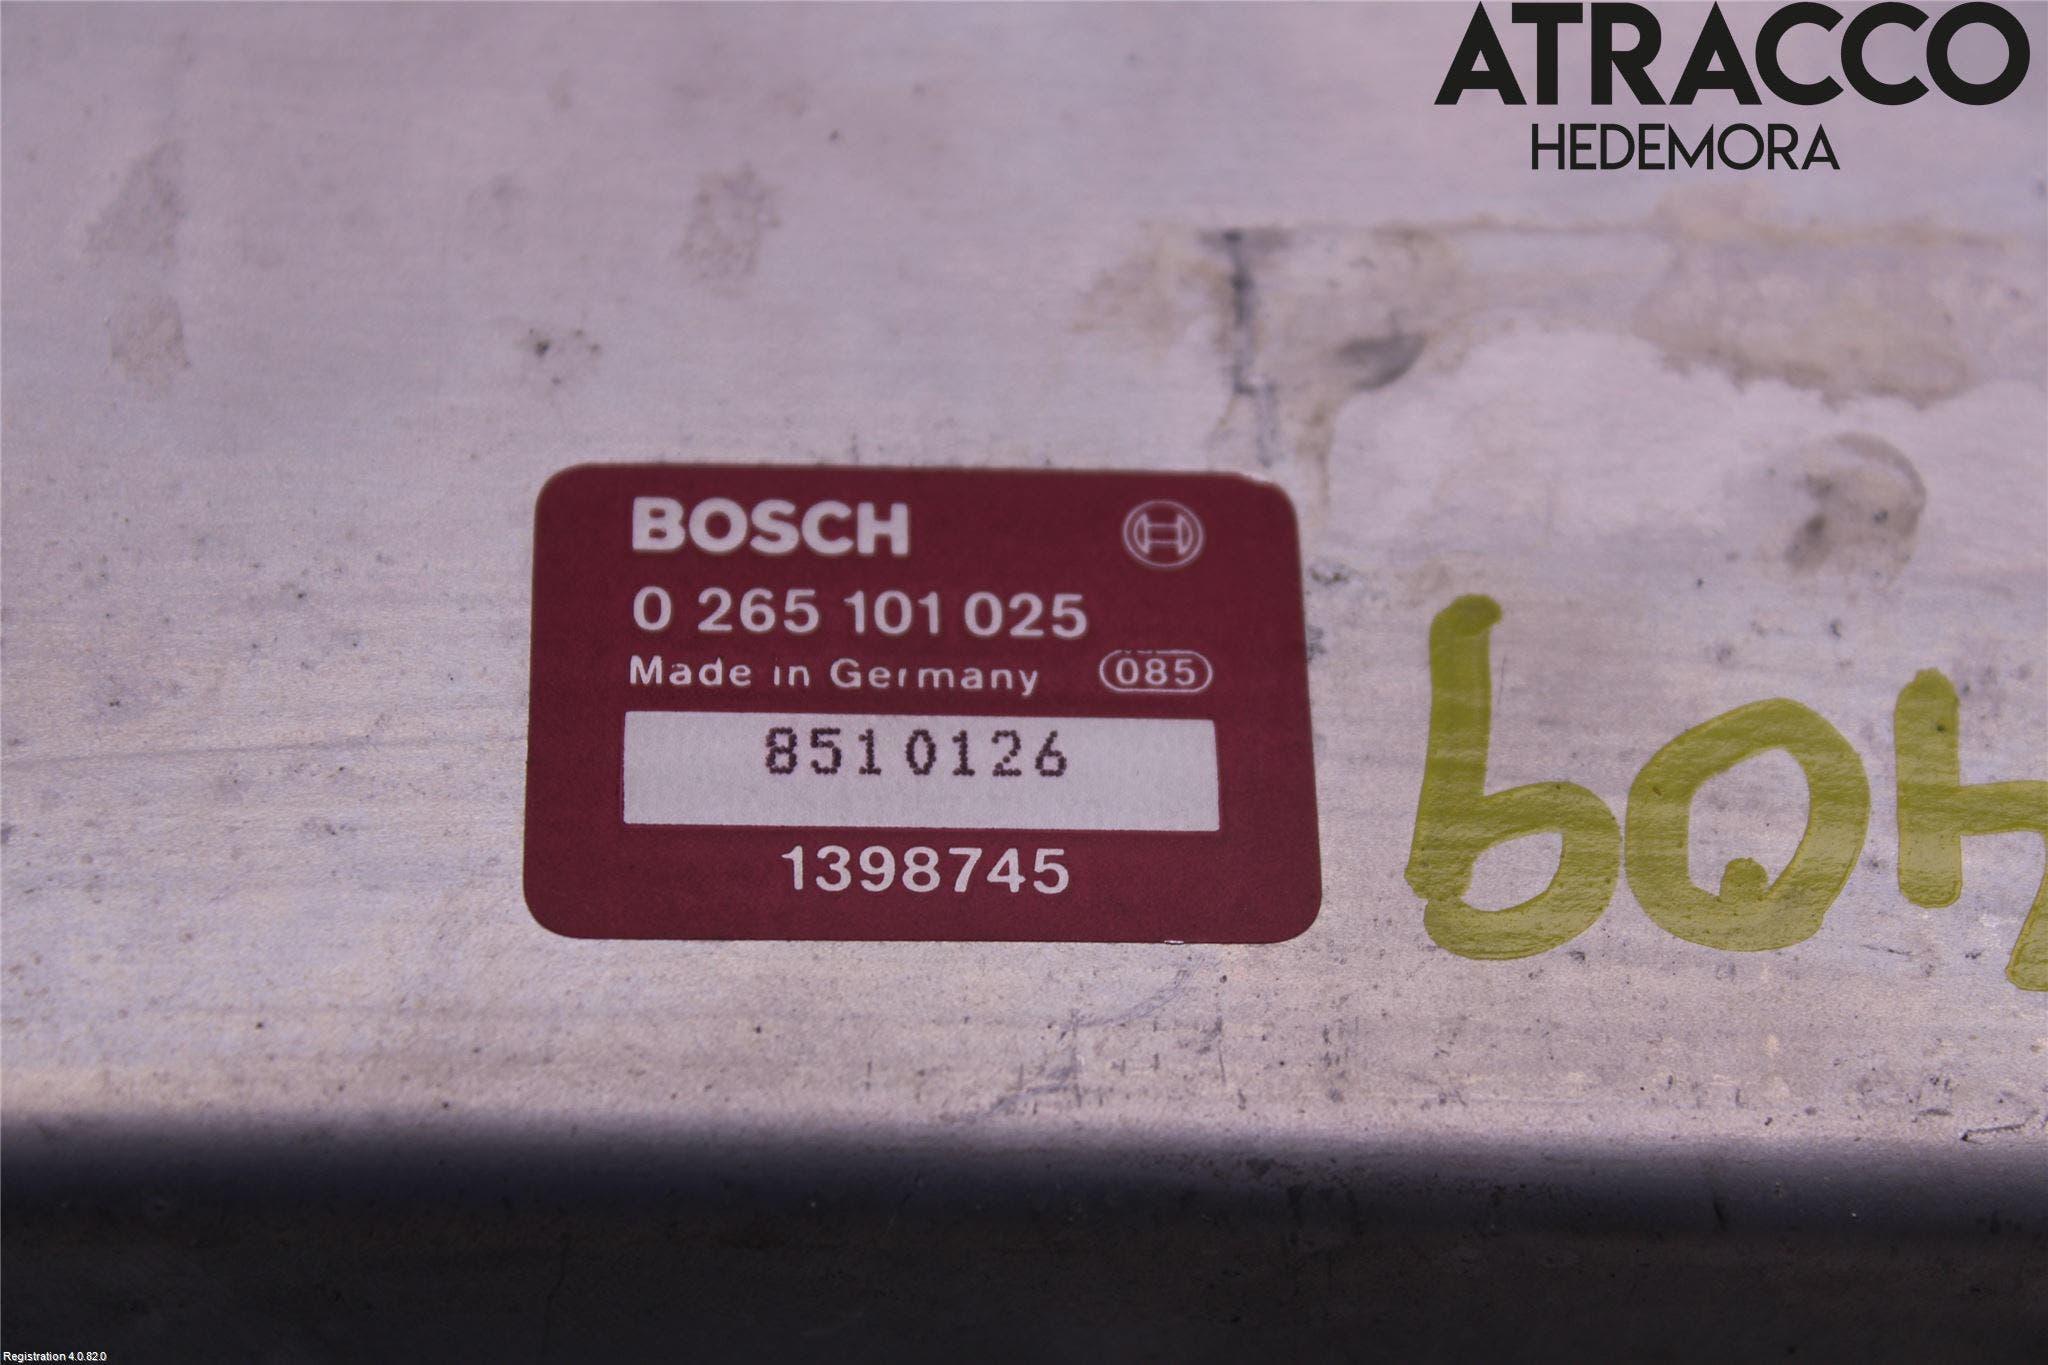 ATRACCO
HEDEMORA
BOSCH
0 265 101 025
Made in Germany 085
8510126
1398745
Registration 4.0.82.0